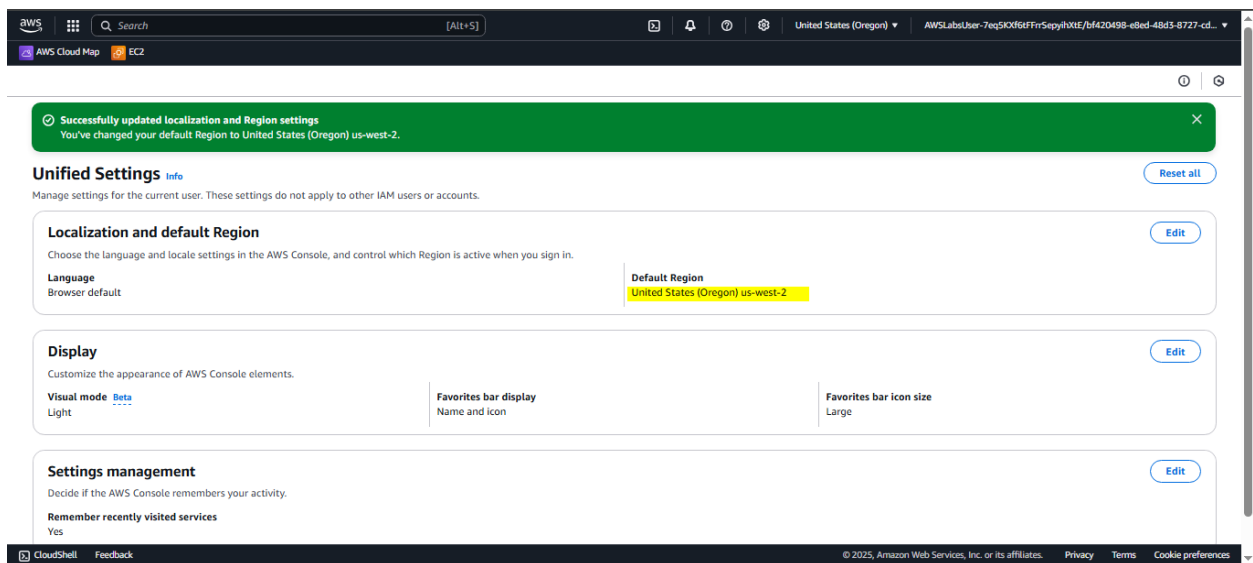 aws
Search [Alt+S] United States (Oregon) ▼ AWSLabsUser-7eq5KXf6tFFrrSepyihXtE/bf420498-e8ed-48d3-8727-cd... ▼
AWS Cloud Map EC2
Successfully updated localization and Region settings
You've changed your default Region to United States (Oregon) us-west-2.
Unified Settings Info Reset all
Manage settings for the current user. These settings do not apply to other IAM users or accounts.
Localization and default Region Edit
Choose the language and locale settings in the AWS Console, and control which Region is active when you sign in.
Language Default Region
Browser default United States (Oregon) us-west-2
Display Edit
Customize the appearance of AWS Console elements.
Visual mode Beta Favorites bar display Favorites bar icon size
Light Name and icon Large
Settings management Edit
Decide if the AWS Console remembers your activity.
Remember recently visited services
Yes
CloudShell Feedback © 2025, Amazon Web Services, Inc. or its affiliates. Privacy Terms Cookie preferences